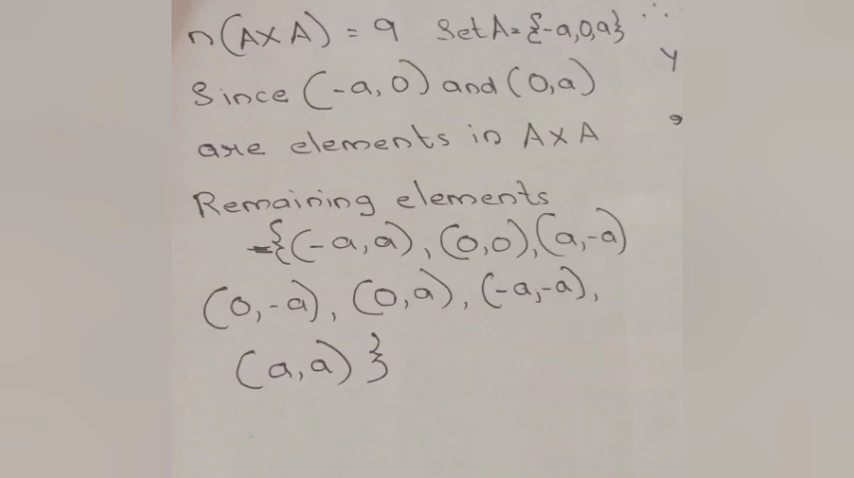 n(A×A) = 9 Set A = {-a,0,a} ∴
Since (-a,0) and (0,a)
y
are elements in A×A
,
Remaining elements
={(-a,a), (0,0), (a,-a)
(0,-a), (0,a), (-a,-a),
(a,a)}